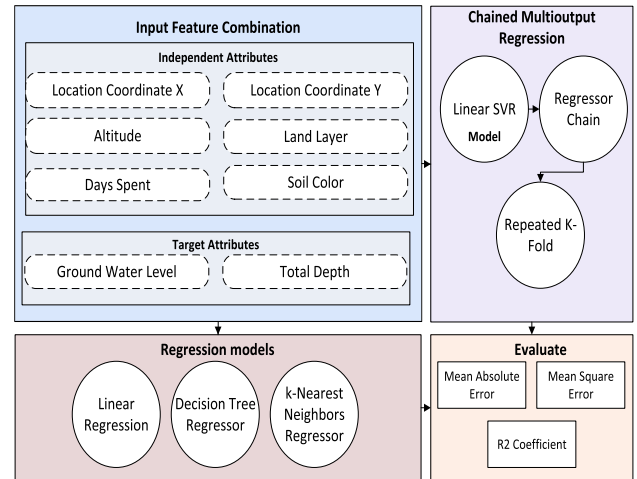 Input Feature Combination
Independent Attributes
Location Coordinate X
Location Coordinate Y
Altitude
Land Layer
Days Spent
Soil Color
Target Attributes
Ground Water Level
Total Depth
Chained Multioutput
Regression
Linear SVR
Model
Regressor
Chain
Repeated K-
Fold
Regression models
Linear
Regression
Decision Tree
Regressor
k-Nearest
Neighbors
Regressor
Evaluate
Mean Absolute
Error
Mean Square
Error
R2 Coefficient